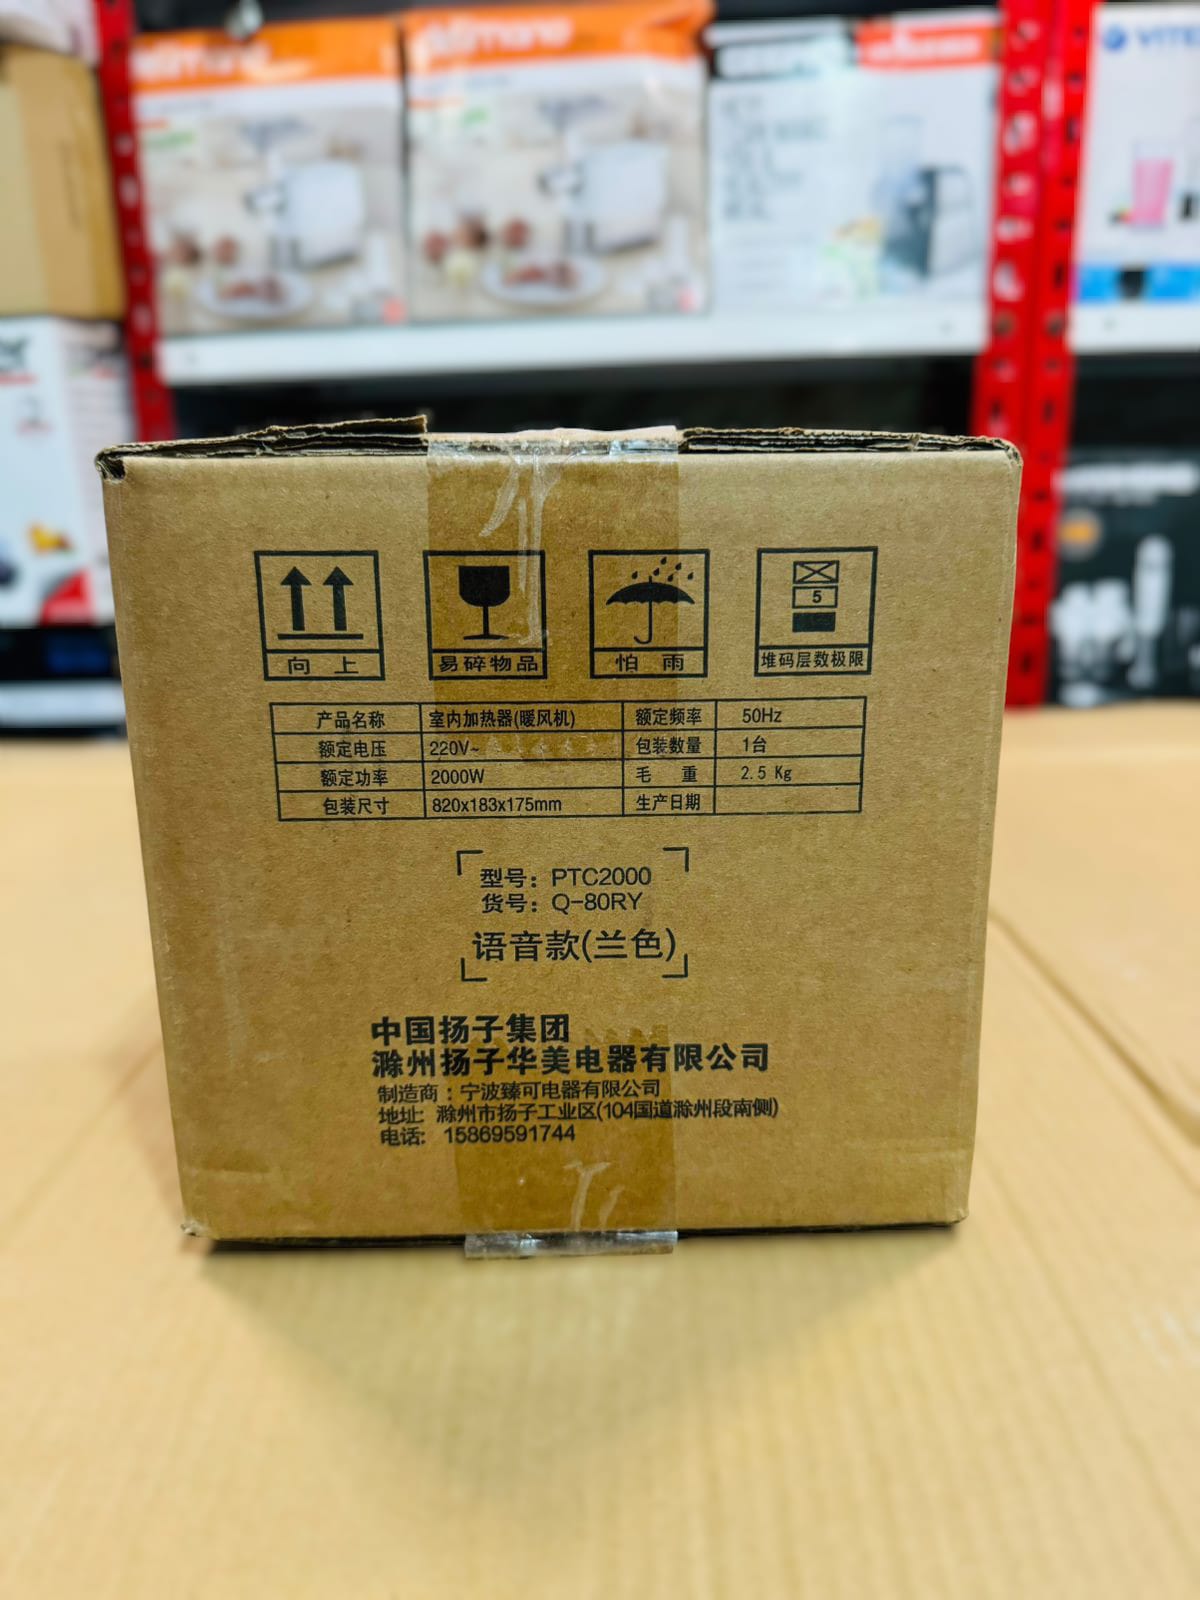 VITE
向 上
易碎物品
怕 雨
5
堆码层数极限
产品名称 室内加热器(暖风机) 额定频率 50Hz
额定电压 220V~ 包装数量 1台
额定功率 2000W 毛 重 2.5 Kg
包装尺寸 820x183x175mm 生产日期
型号: PTC2000
货号: Q-80RY
语音款(兰色)
中国扬子集团
滁州扬子华美电器有限公司
制造商:宁波臻可电器有限公司
地址: 滁州市扬子工业区(104国道滁州段南侧)
电话: 15869591744